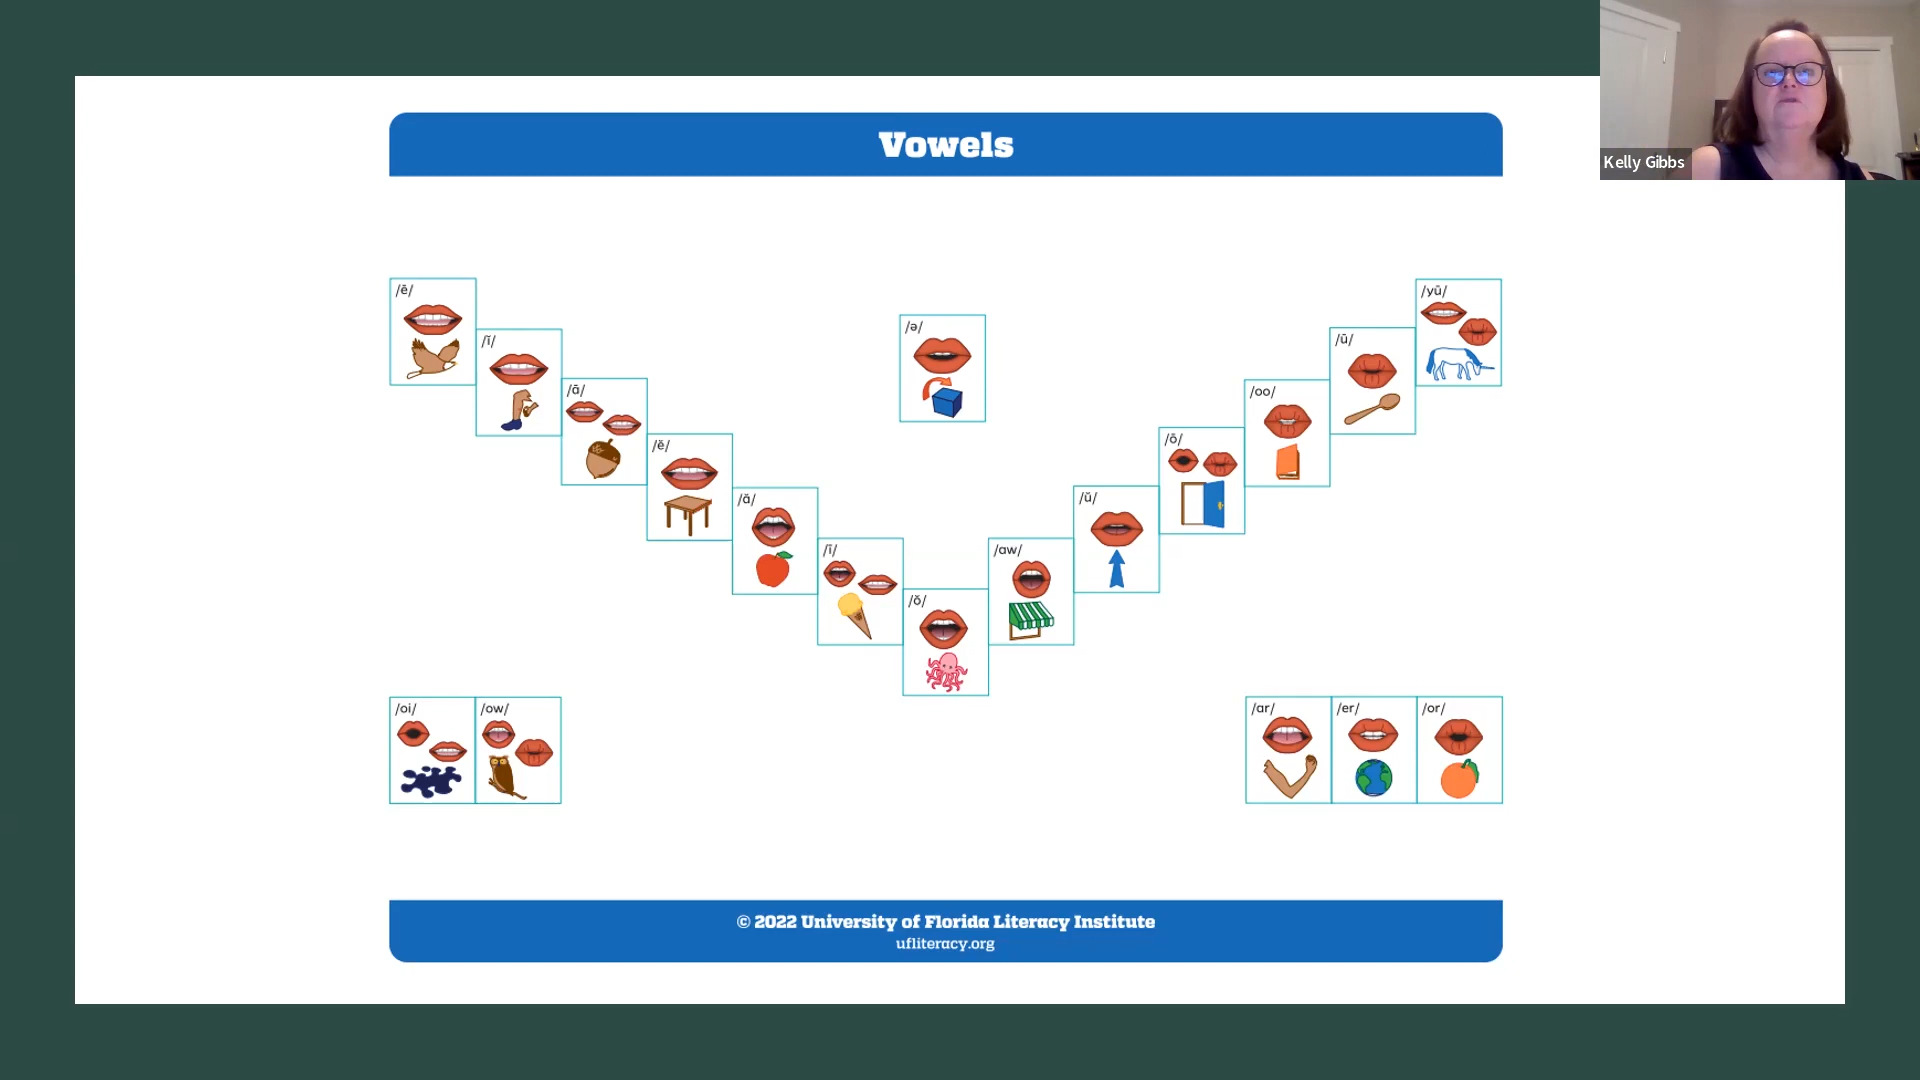 Kelly Gibbs
Vowels
/ē/
/ĭ/
/ā/
/ĕ/
/ă/
/ī/
/ŏ/
/aw/
/ŭ/
/ō/
/oo/
/ū/
/yū/
/ə/
/oi/
/ow/
/ar/
/er/
/or/
© 2022 University of Florida Literacy Institute
ufliteracy.org